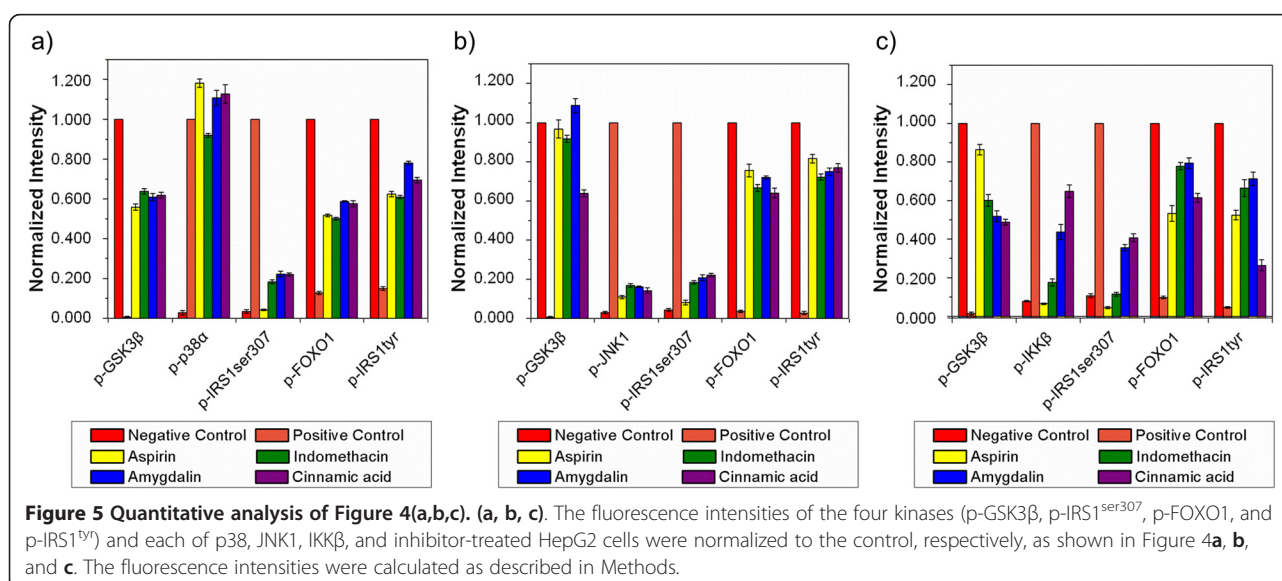 a)
b)
c)
Normalized Intensity
1.200
1.000
0.800
0.600
0.400
0.200
0.000
p-GSK3β
p-p38α
p-IRS1ser307
p-FOXO1
p-IRS1tyr
Negative Control
Positive Control
Aspirin
Indomethacin
Amygdalin
Cinnamic acid
Normalized Intensity
1.200
1.000
0.800
0.600
0.400
0.200
0.000
p-GSK3β
p-JNK1
p-IRS1ser307
p-FOXO1
p-IRS1tyr
Negative Control
Positive Control
Aspirin
Indomethacin
Amygdalin
Cinnamic acid
Normalized Intensity
1.200
1.000
0.800
0.600
0.400
0.200
0.000
p-GSK3β
p-IKKβ
p-IRS1ser307
p-FOXO1
p-IRS1tyr
Negative Control
Positive Control
Aspirin
Indomethacin
Amygdalin
Cinnamic acid
Figure 5 Quantitative analysis of Figure 4(a,b,c). (a, b, c). The fluorescence intensities of the four kinases (p-GSK3β, p-IRS1ser307, p-FOXO1, and
p-IRS1tyr) and each of p38, JNK1, IKKβ, and inhibitor-treated HepG2 cells were normalized to the control, respectively, as shown in Figure 4a, b,
and c. The fluorescence intensities were calculated as described in Methods.